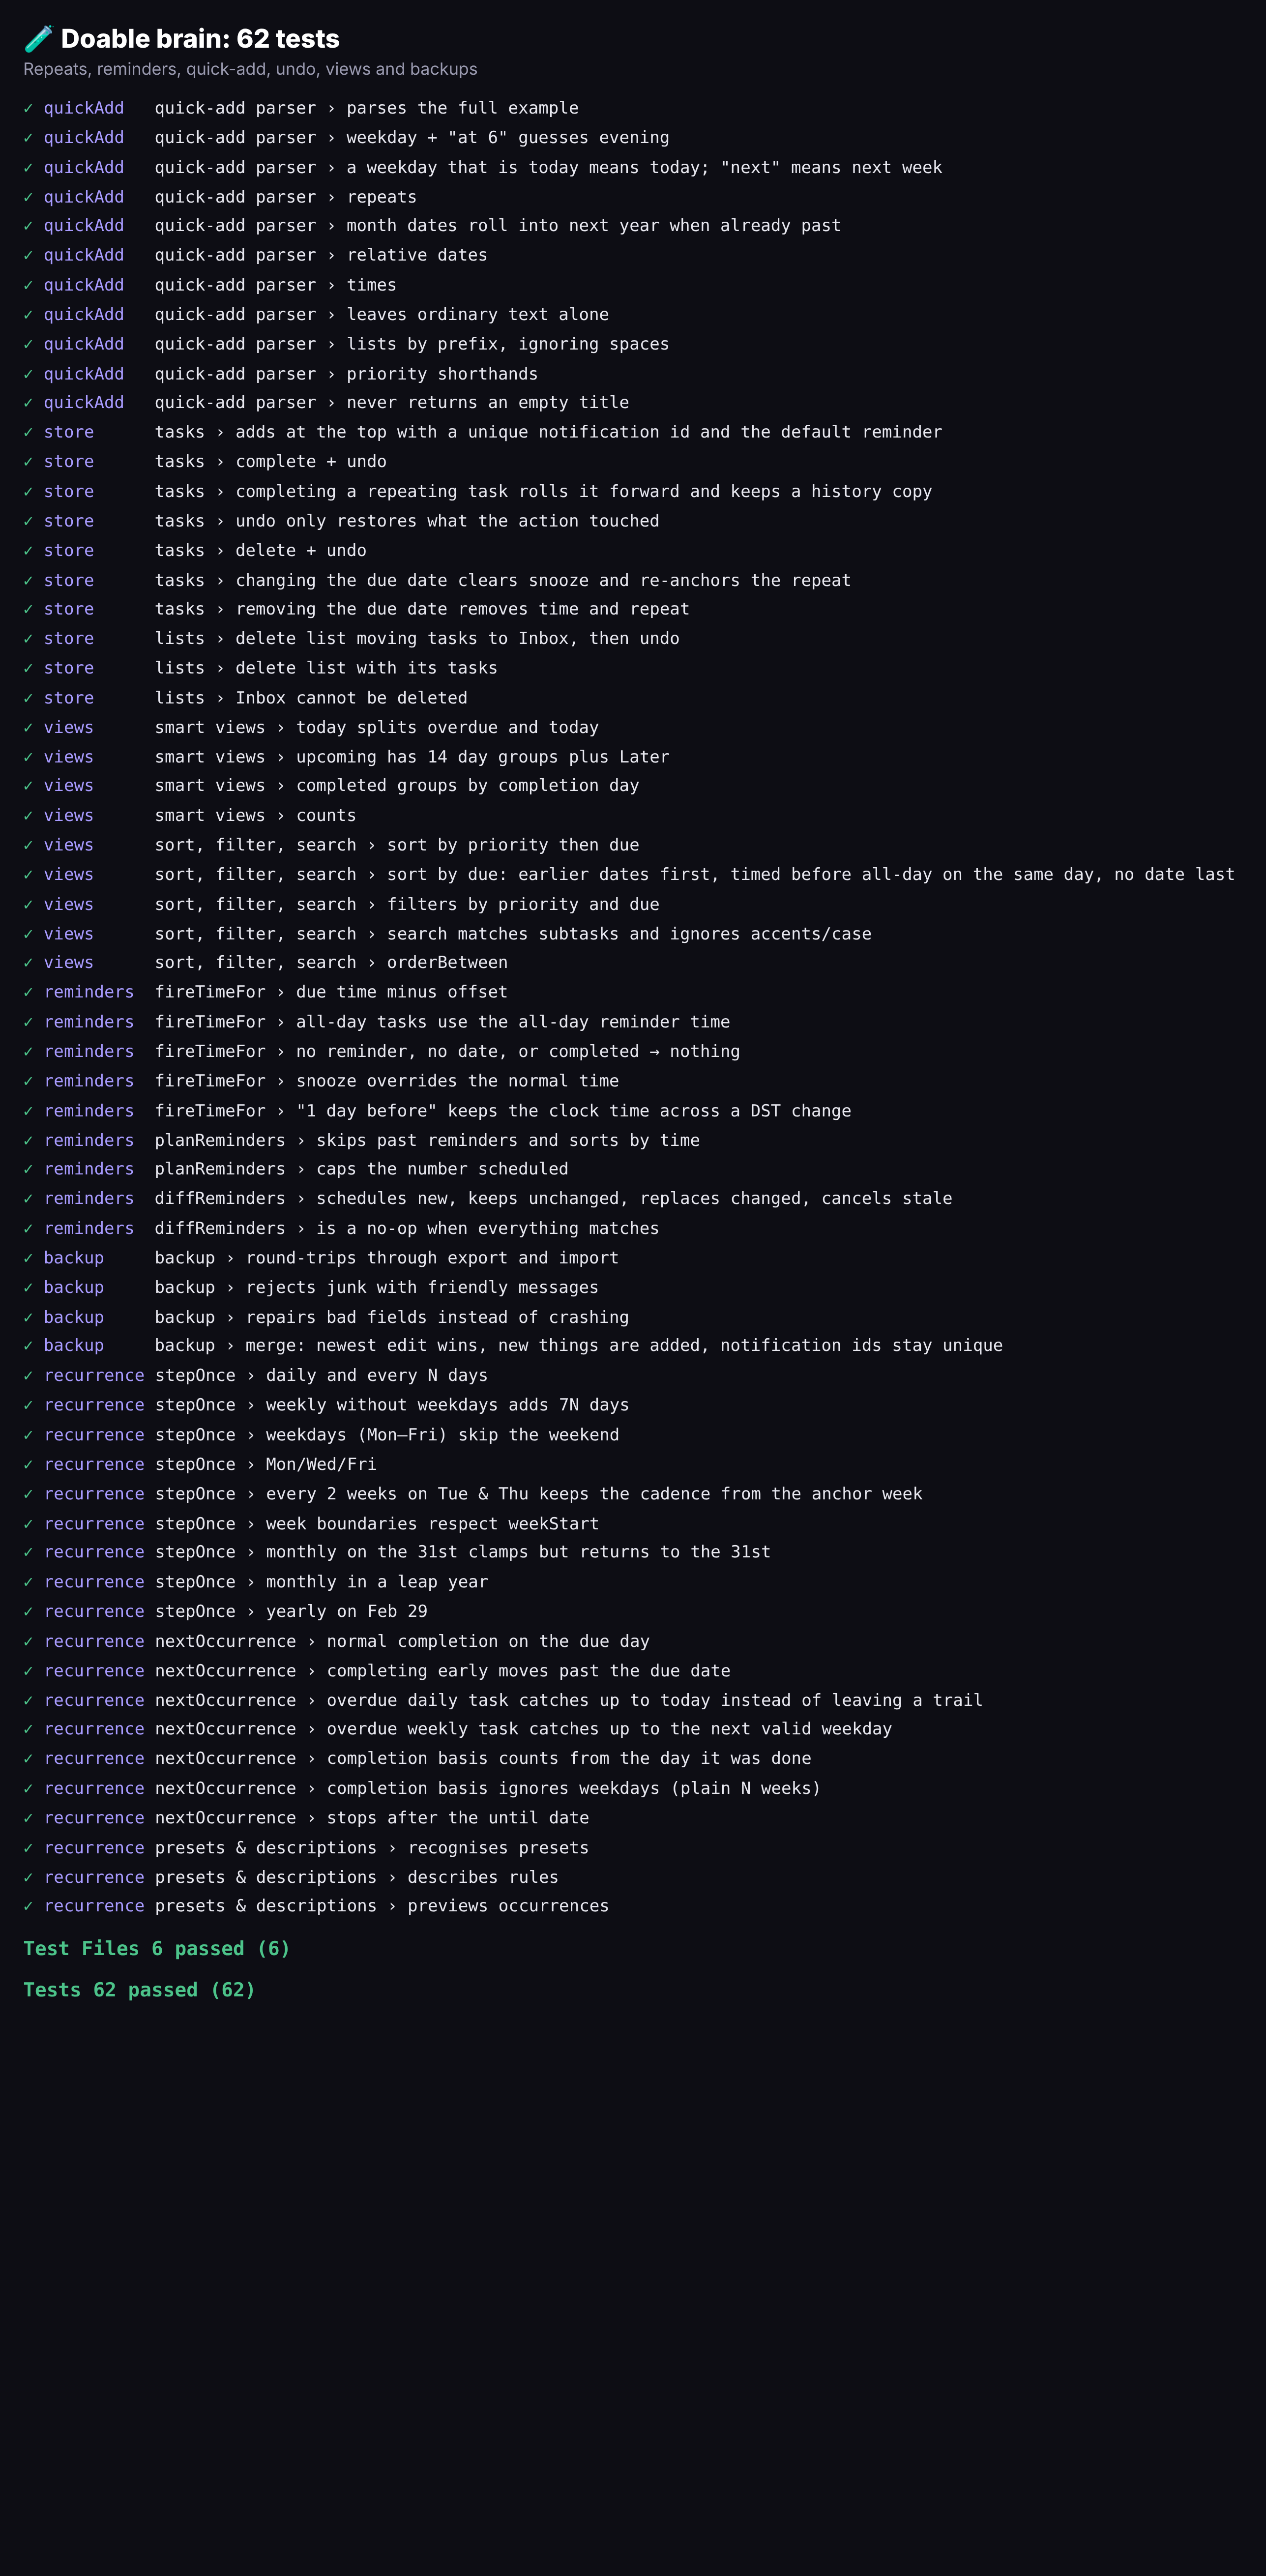 🧪 Doable brain: 62 tests
Repeats, reminders, quick-add, undo, views and backups
✓ quickAdd quick-add parser › parses the full example
✓ quickAdd quick-add parser › weekday + "at 6" guesses evening
✓ quickAdd quick-add parser › a weekday that is today means today; "next" means next week
✓ quickAdd quick-add parser › repeats
✓ quickAdd quick-add parser › month dates roll into next year when already past
✓ quickAdd quick-add parser › relative dates
✓ quickAdd quick-add parser › times
✓ quickAdd quick-add parser › leaves ordinary text alone
✓ quickAdd quick-add parser › lists by prefix, ignoring spaces
✓ quickAdd quick-add parser › priority shorthands
✓ quickAdd quick-add parser › never returns an empty title
✓ store tasks › adds at the top with a unique notification id and the default reminder
✓ store tasks › complete + undo
✓ store tasks › completing a repeating task rolls it forward and keeps a history copy
✓ store tasks › undo only restores what the action touched
✓ store tasks › delete + undo
✓ store tasks › changing the due date clears snooze and re-anchors the repeat
✓ store tasks › removing the due date removes time and repeat
✓ store lists › delete list moving tasks to Inbox, then undo
✓ store lists › delete list with its tasks
✓ store lists › Inbox cannot be deleted
✓ views smart views › today splits overdue and today
✓ views smart views › upcoming has 14 day groups plus Later
✓ views smart views › completed groups by completion day
✓ views smart views › counts
✓ views sort, filter, search › sort by priority then due
✓ views sort, filter, search › sort by due: earlier dates first, timed before all-day on the same day, no date last
✓ views sort, filter, search › filters by priority and due
✓ views sort, filter, search › search matches subtasks and ignores accents/case
✓ views sort, filter, search › orderBetween
✓ reminders fireTimeFor › due time minus offset
✓ reminders fireTimeFor › all-day tasks use the all-day reminder time
✓ reminders fireTimeFor › no reminder, no date, or completed → nothing
✓ reminders fireTimeFor › snooze overrides the normal time
✓ reminders fireTimeFor › "1 day before" keeps the clock time across a DST change
✓ reminders planReminders › skips past reminders and sorts by time
✓ reminders planReminders › caps the number scheduled
✓ reminders diffReminders › schedules new, keeps unchanged, replaces changed, cancels stale
✓ reminders diffReminders › is a no-op when everything matches
✓ backup backup › round-trips through export and import
✓ backup backup › rejects junk with friendly messages
✓ backup backup › repairs bad fields instead of crashing
✓ backup backup › merge: newest edit wins, new things are added, notification ids stay unique
✓ recurrence stepOnce › daily and every N days
✓ recurrence stepOnce › weekly without weekdays adds 7N days
✓ recurrence stepOnce › weekdays (Mon–Fri) skip the weekend
✓ recurrence stepOnce › Mon/Wed/Fri
✓ recurrence stepOnce › every 2 weeks on Tue & Thu keeps the cadence from the anchor week
✓ recurrence stepOnce › week boundaries respect weekStart
✓ recurrence stepOnce › monthly on the 31st clamps but returns to the 31st
✓ recurrence stepOnce › monthly in a leap year
✓ recurrence stepOnce › yearly on Feb 29
✓ recurrence nextOccurrence › normal completion on the due day
✓ recurrence nextOccurrence › completing early moves past the due date
✓ recurrence nextOccurrence › overdue daily task catches up to today instead of leaving a trail
✓ recurrence nextOccurrence › overdue weekly task catches up to the next valid weekday
✓ recurrence nextOccurrence › completion basis counts from the day it was done
✓ recurrence nextOccurrence › completion basis ignores weekdays (plain N weeks)
✓ recurrence nextOccurrence › stops after the until date
✓ recurrence presets & descriptions › recognises presets
✓ recurrence presets & descriptions › describes rules
✓ recurrence presets & descriptions › previews occurrences
Test Files 6 passed (6)
Tests 62 passed (62)